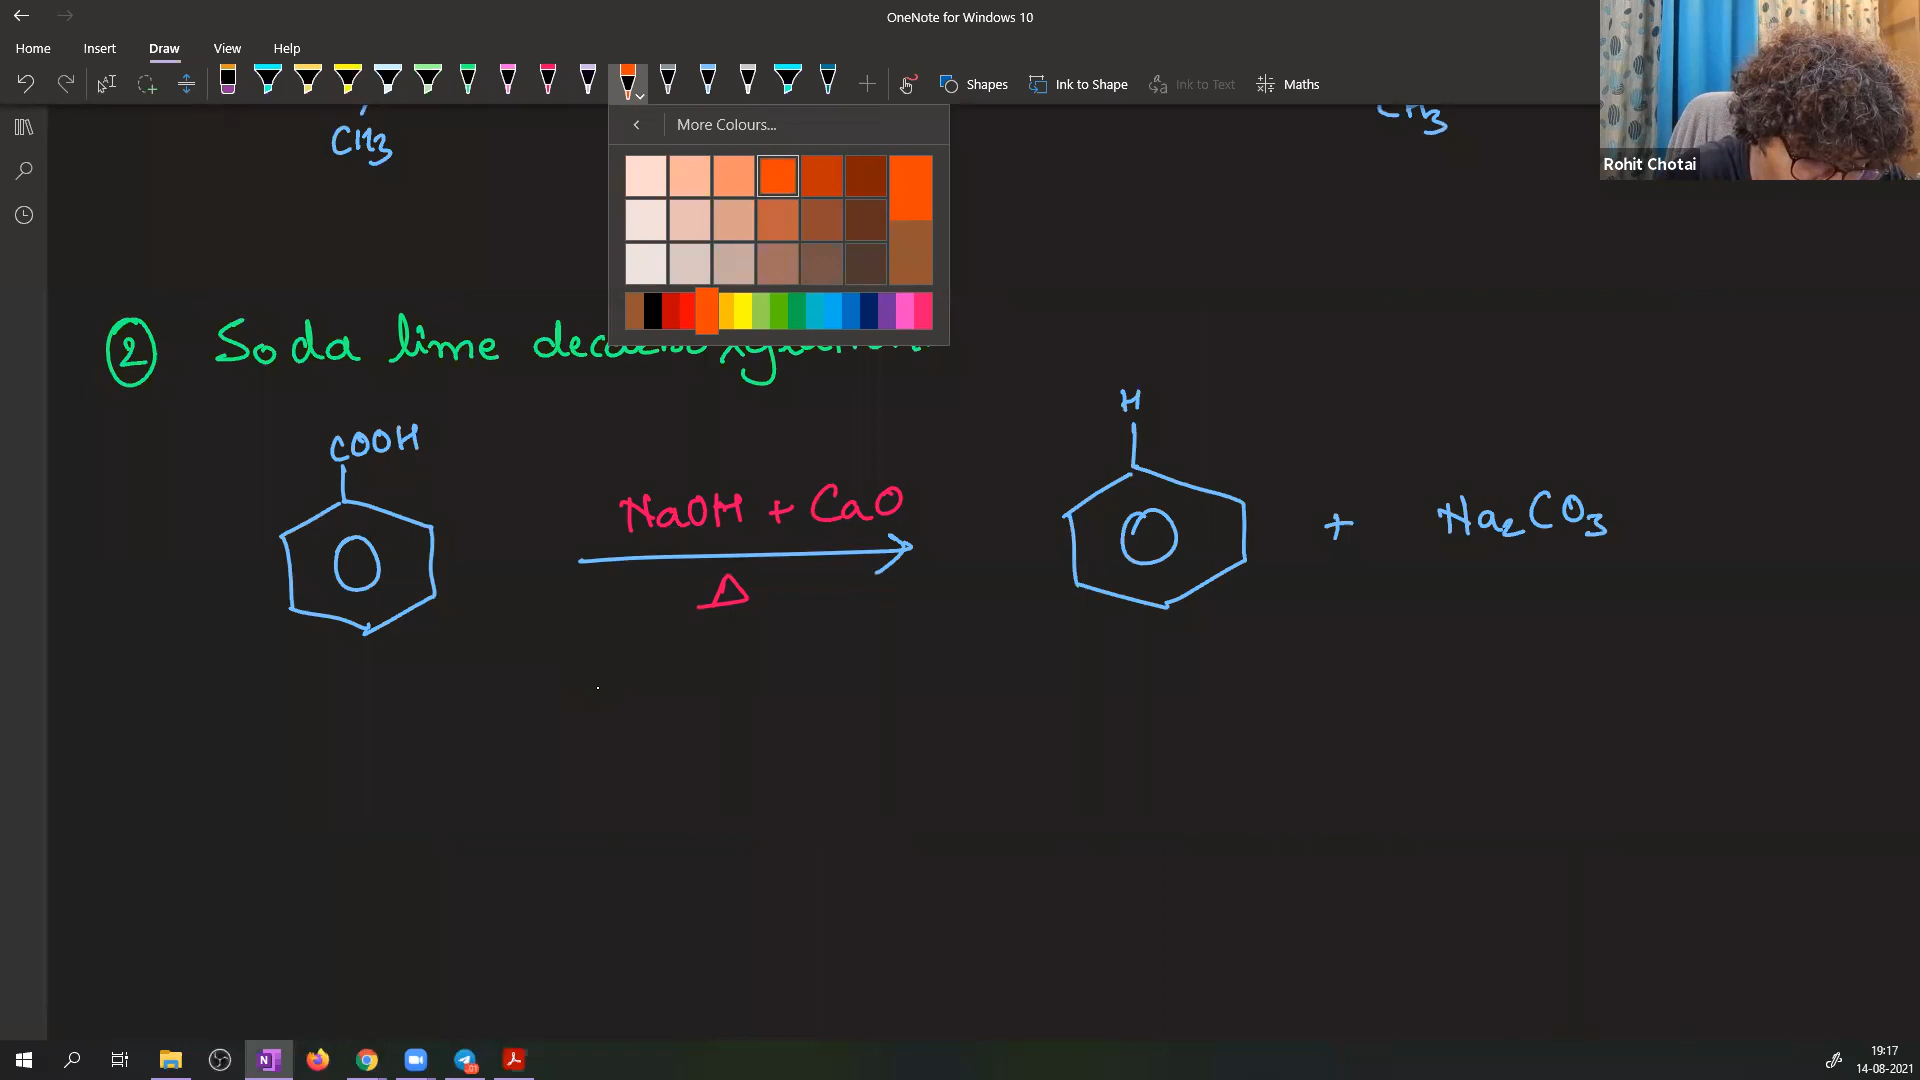 OneNote for Windows 10
Home Insert Draw View Help
Shapes Ink to Shape Ink to Text Maths
More Colours...
Rohit Chotai
CH3
CH3
② Soda lime
COOH
H
NaOH + CaO
Δ
+ Na2CO3
19:17
14-08-2021